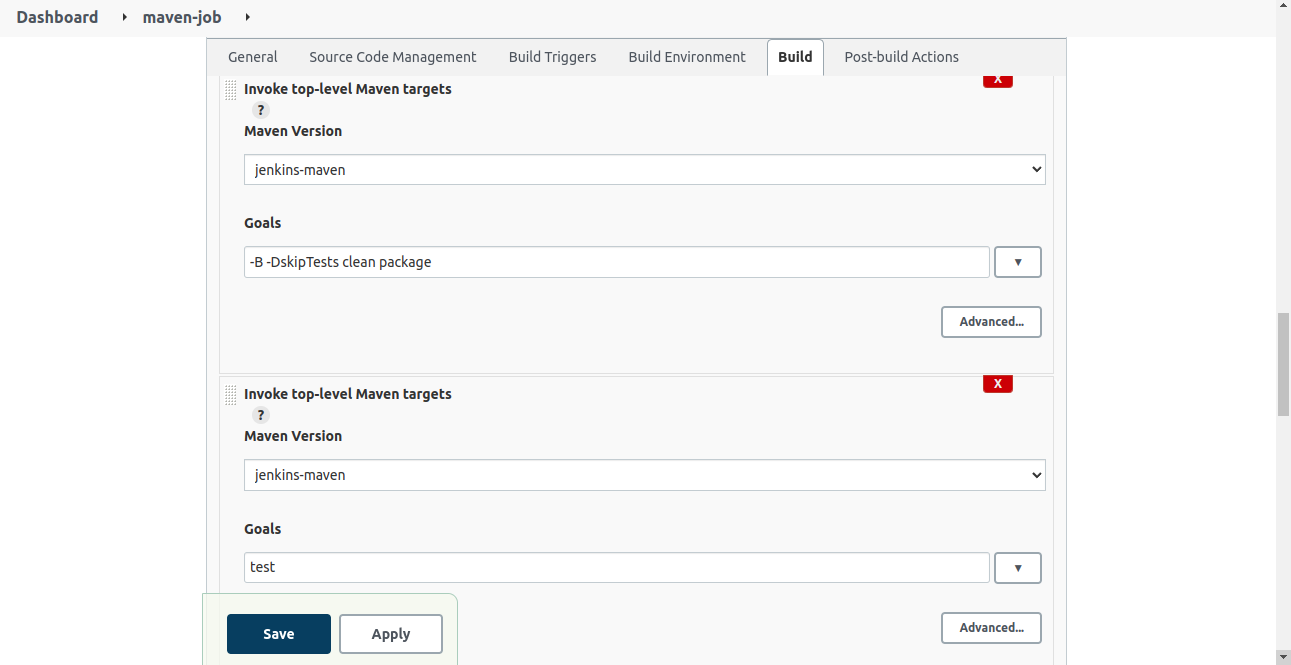 Dashboard maven-job
General Source Code Management Build Triggers Build Environment Build Post-build Actions
Invoke top-level Maven targets X
?
Maven Version
jenkins-maven
Goals
-B -DskipTests clean package ▼
Advanced...
Invoke top-level Maven targets X
?
Maven Version
jenkins-maven
Goals
test ▼
Save Apply Advanced...